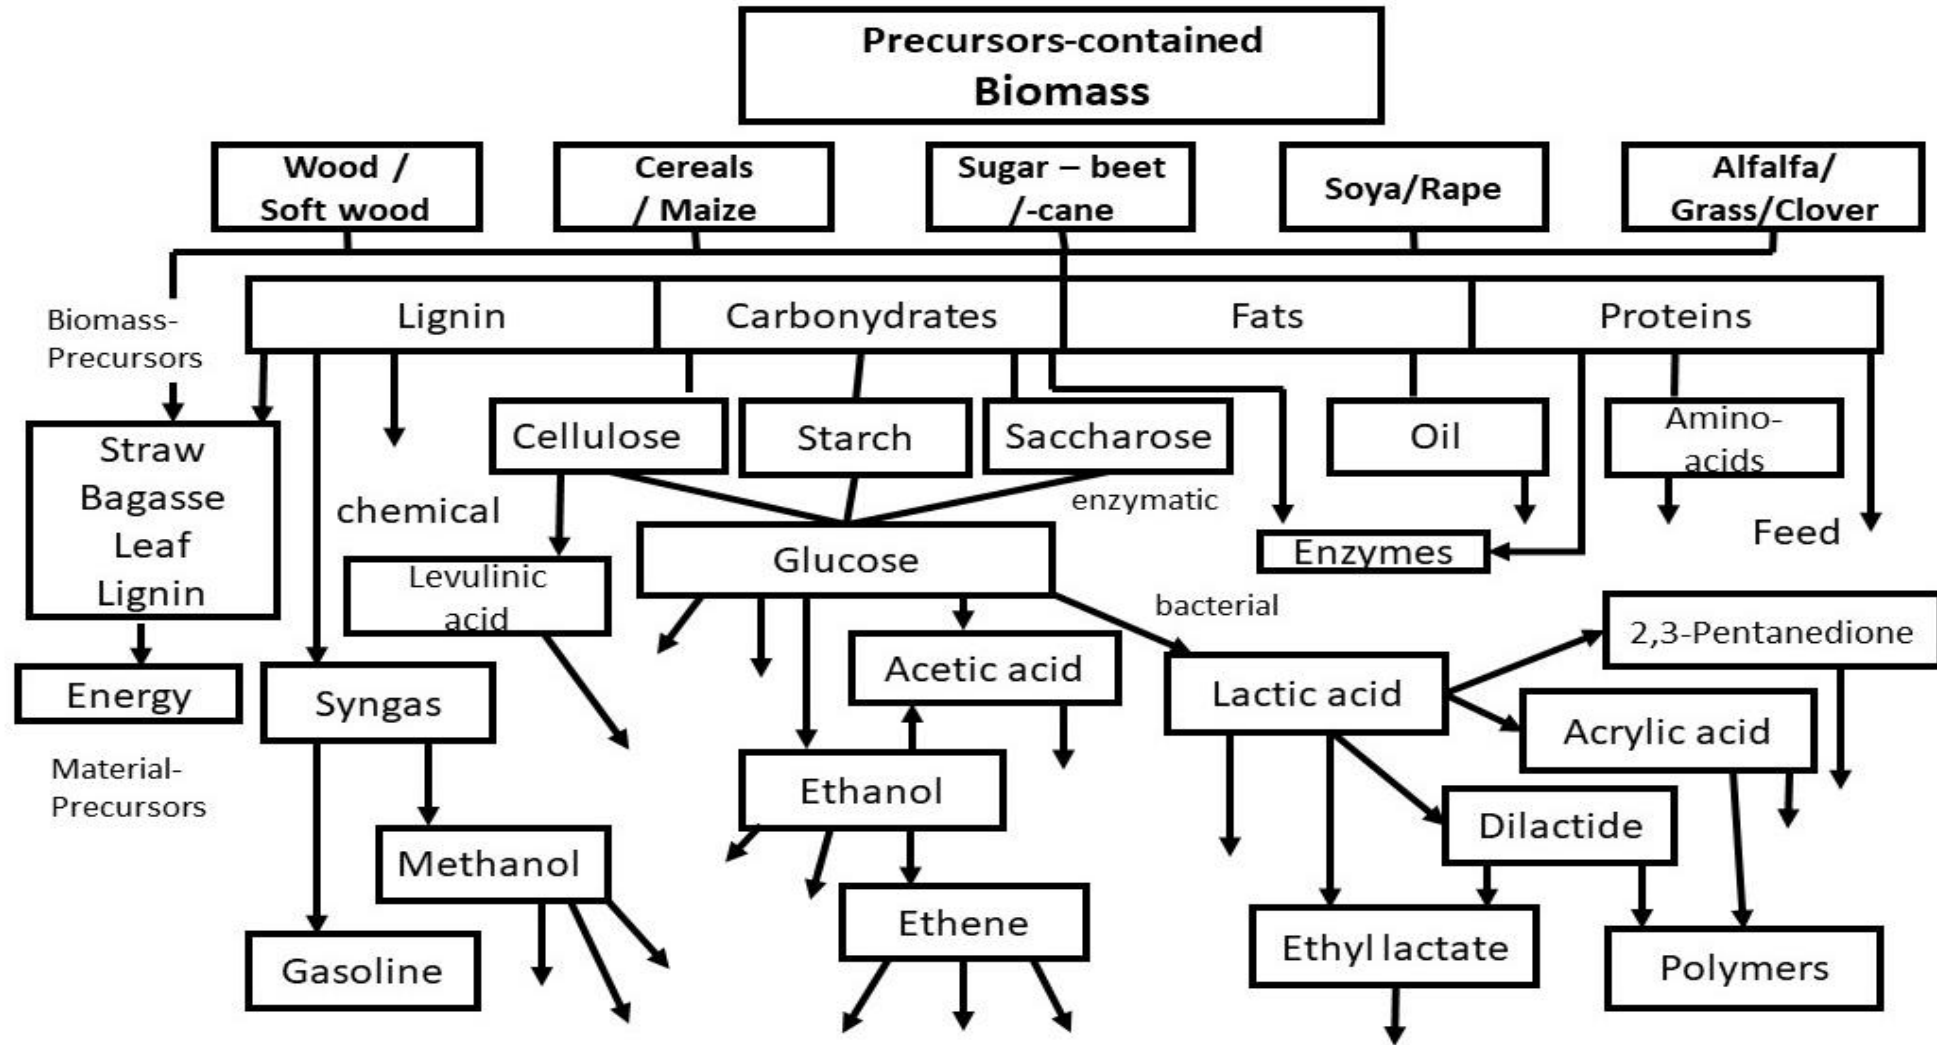 Precursors-contained
Biomass
Wood /
Soft wood
Cereals
/ Maize
Sugar – beet
/-cane
Soya/Rape
Alfalfa/
Grass/Clover
Biomass-
Precursors
Lignin
Carbonydrates
Fats
Proteins
Straw
Bagasse
Leaf
Lignin
Cellulose
Starch
Saccharose
Oil
Amino-
acids
chemical
enzymatic
Feed
Levulinic
acid
Glucose
Enzymes
bacterial
2,3-Pentanedione
Energy
Syngas
Acetic acid
Lactic acid
Acrylic acid
Material-
Precursors
Ethanol
Dilactide
Methanol
Ethene
Ethyl lactate
Gasoline
Polymers